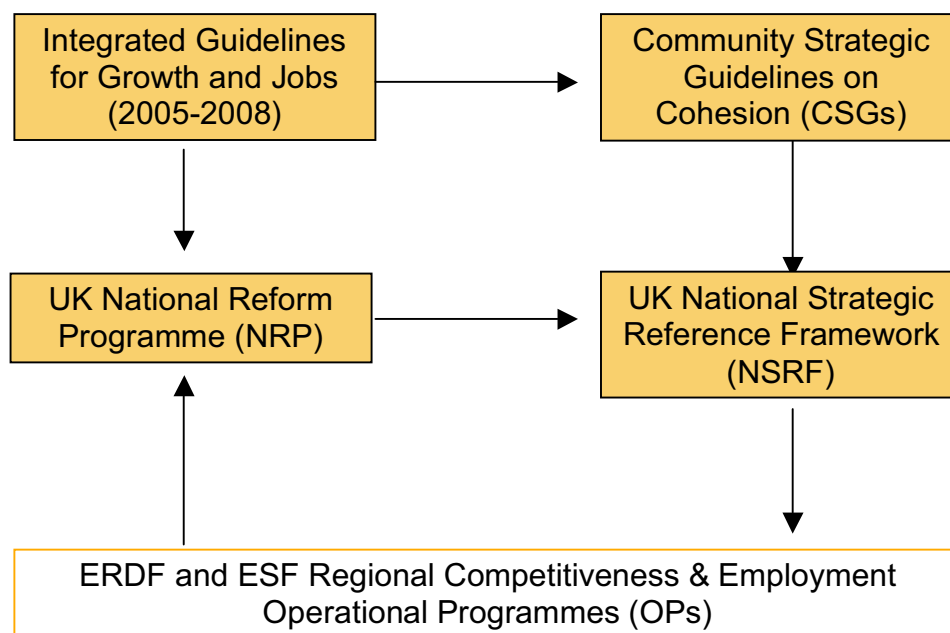 Integrated Guidelines
for Growth and Jobs
(2005-2008)
Community Strategic
Guidelines on
Cohesion (CSGs)
UK National Reform
Programme (NRP)
UK National Strategic
Reference Framework
(NSRF)
ERDF and ESF Regional Competitiveness & Employment
Operational Programmes (OPs)